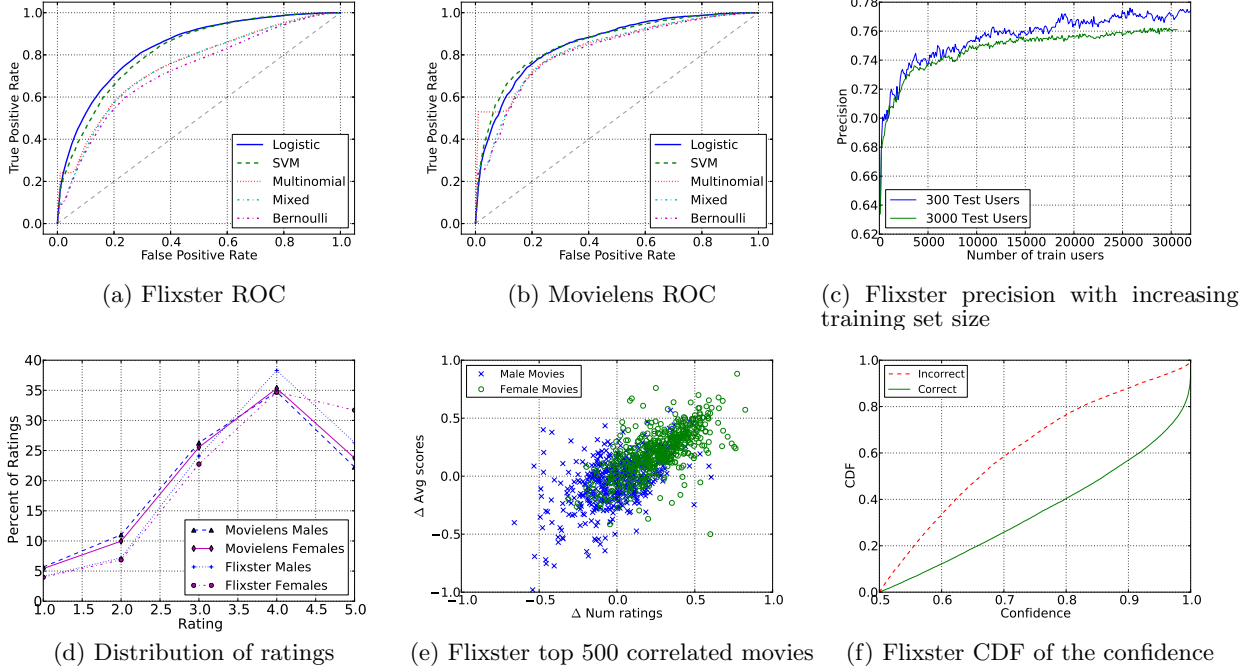 1.0
0.8
0.6
0.4
0.2
0.0
True Positive Rate
Logistic
SVM
Multinomial
Mixed
Bernoulli
0.0 0.2 0.4 0.6 0.8 1.0
False Positive Rate
(a) Flixster ROC
1.0
0.8
0.6
0.4
0.2
0.0
True Positive Rate
Logistic
SVM
Multinomial
Mixed
Bernoulli
0.0 0.2 0.4 0.6 0.8 1.0
False Positive Rate
(b) Movielens ROC
0.78
0.76
0.74
0.72
0.70
0.68
0.66
0.64
0.62
Precision
300 Test Users
3000 Test Users
0 5000 10000 15000 20000 25000 30000
Number of train users
(c) Flixster precision with increasing
training set size
40
35
30
25
20
15
10
5
0
Percent of Ratings
Movielens Males
Movielens Females
Flixster Males
Flixster Females
1.0 1.5 2.0 2.5 3.0 3.5 4.0 4.5 5.0
Rating
(d) Distribution of ratings
1.0
0.5
0.0
−0.5
−1.0
Δ Avg scores
Male Movies
Female Movies
−1.0 −0.5 0.0 0.5 1.0
Δ Num ratings
(e) Flixster top 500 correlated movies
1.0
0.8
0.6
0.4
0.2
0.0
CDF
Incorrect
Correct
0.5 0.6 0.7 0.8 0.9 1.0
Confidence
(f) Flixster CDF of the confidence